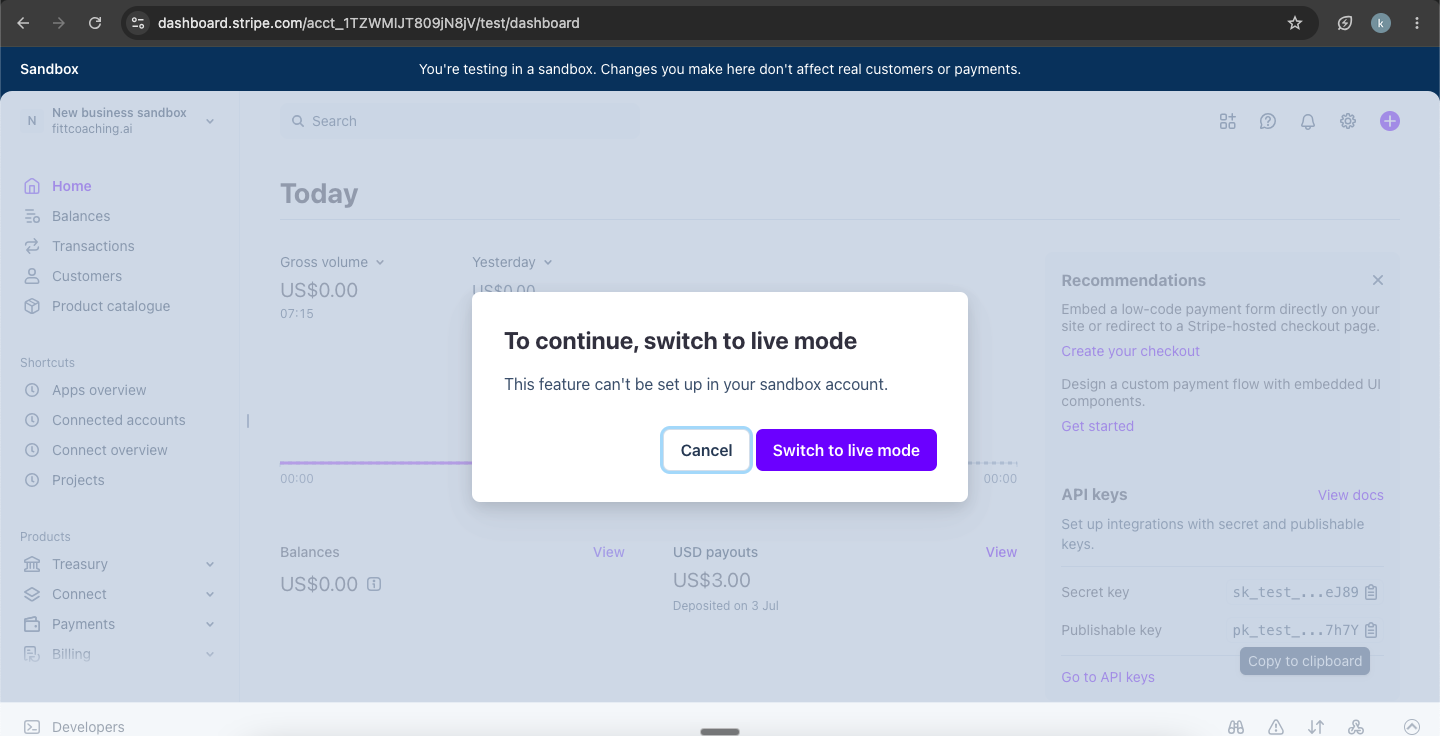 dashboard.stripe.com/acct_1TZWMIJT809jN8jV/test/dashboard
k
Sandbox
You're testing in a sandbox. Changes you make here don't affect real customers or payments.
N
New business sandbox
fittcoaching.ai
Search
Home
Balances
Transactions
Customers
Product catalogue
Shortcuts
Apps overview
Connected accounts
Connect overview
Projects
Products
Treasury
Connect
Payments
Billing
Developers
Today
Gross volume
US$0.00
07:15
Yesterday
US$0.00
00:00
00:00
Balances
View
US$0.00
USD payouts
View
US$3.00
Deposited on 3 Jul
To continue, switch to live mode
This feature can't be set up in your sandbox account.
Cancel
Switch to live mode
Recommendations
Embed a low-code payment form directly on your
site or redirect to a Stripe-hosted checkout page.
Create your checkout
Design a custom payment flow with embedded UI
components.
Get started
API keys
View docs
Set up integrations with secret and publishable
keys.
Secret key
sk_test_...eJ89
Publishable key
pk_test_...7h7Y
Copy to clipboard
Go to API keys